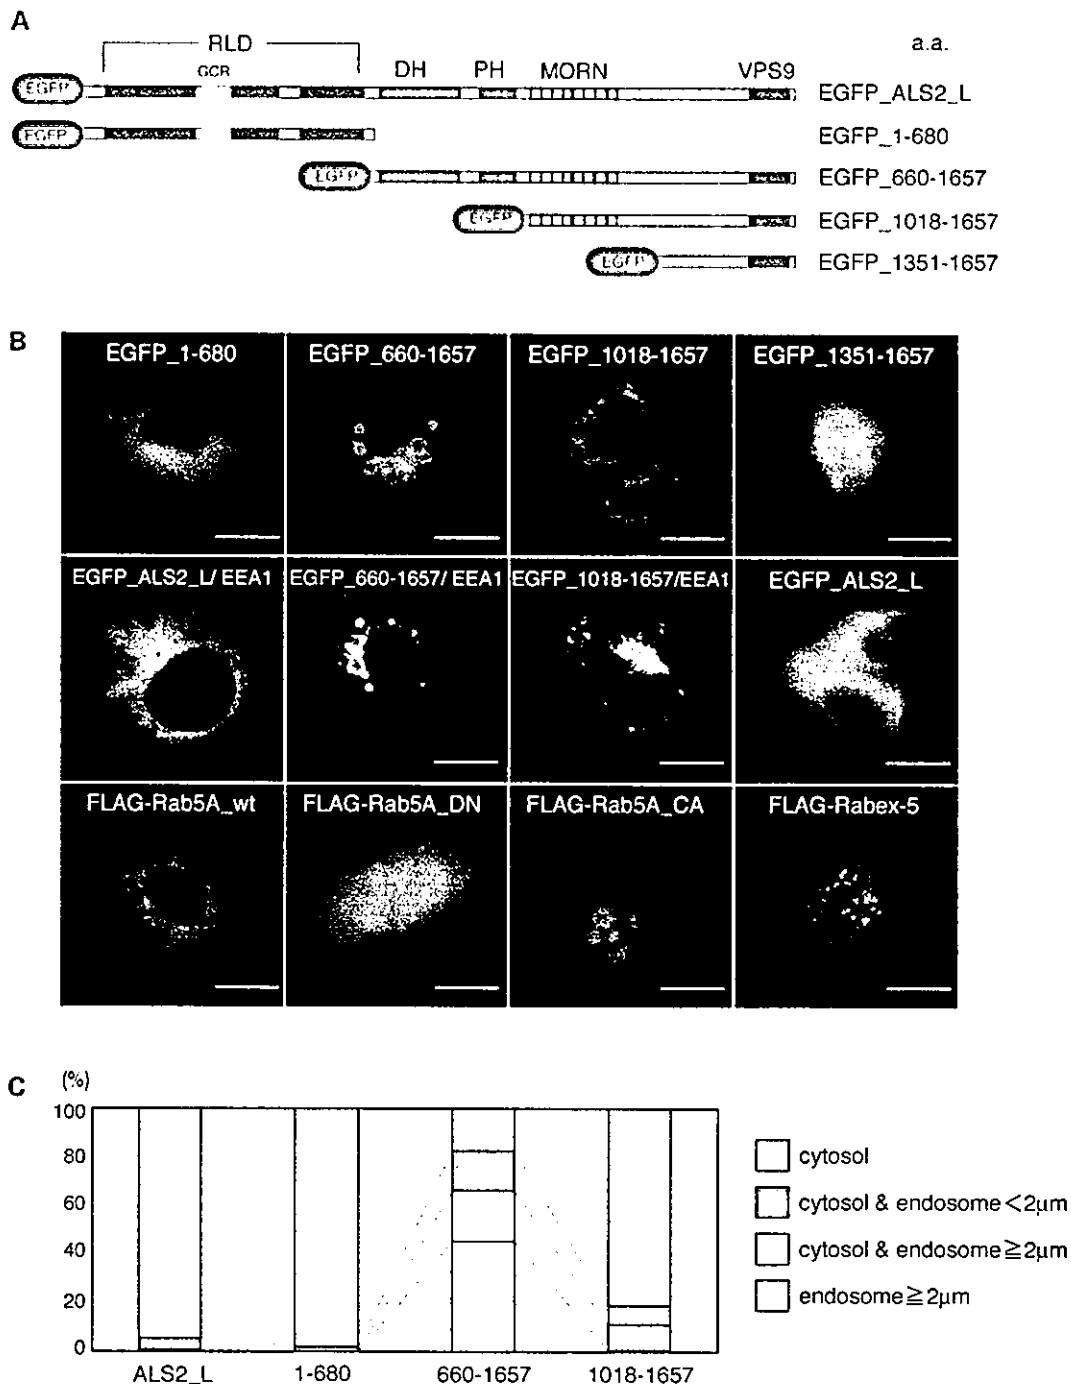 A
RLD
a.a.
GCR
DH PH MORN VPS9
EGFP EGFP_ALS2_L
EGFP EGFP_1-680
EGFP EGFP_660-1657
EGFP EGFP_1018-1657
EGFP EGFP_1351-1657
B
EGFP_1-680 EGFP_660-1657 EGFP_1018-1657 EGFP_1351-1657
EGFP_ALS2_L/ EEA1 EGFP_660-1657/ EEA1 EGFP_1018-1657/EEA1 EGFP_ALS2_L
FLAG-Rab5A_wt FLAG-Rab5A_DN FLAG-Rab5A_CA FLAG-Rabex-5
C
(%)
100
80
60
40
20
0
ALS2_L 1-680 660-1657 1018-1657
cytosol
cytosol & endosome<2μm
cytosol & endosome≧2μm
endosome≧2μm